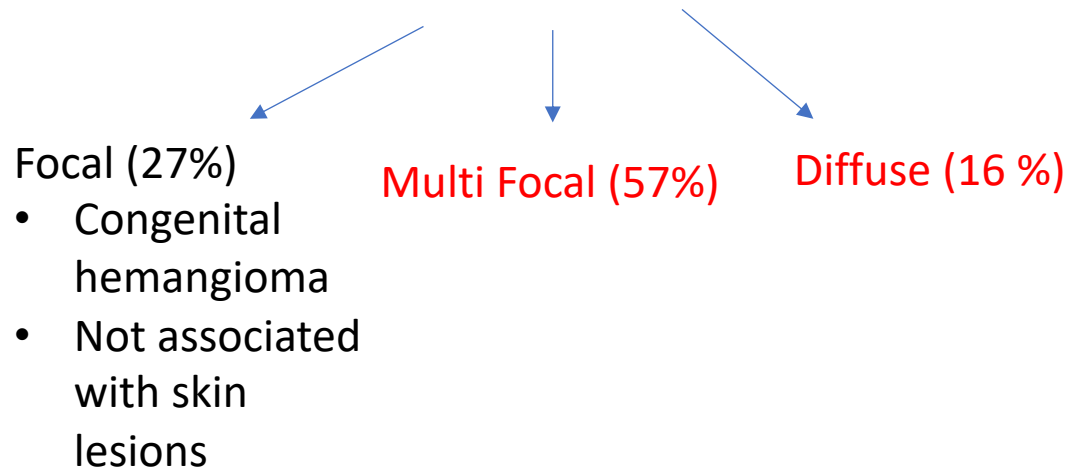 Focal (27%)
• Congenital
hemangioma
• Not associated
with skin
lesions
Multi Focal (57%)
Diffuse (16 %)